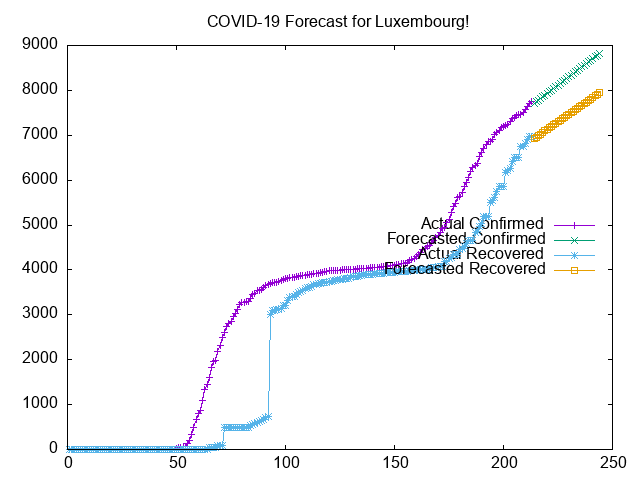 COVID-19 Forecast for Luxembourg!
9000
8000
7000
6000
5000
4000
3000
2000
1000
0
Actual Confirmed
Forecasted Confirmed
Actual Recovered
Forecasted Recovered
0 50 100 150 200 250